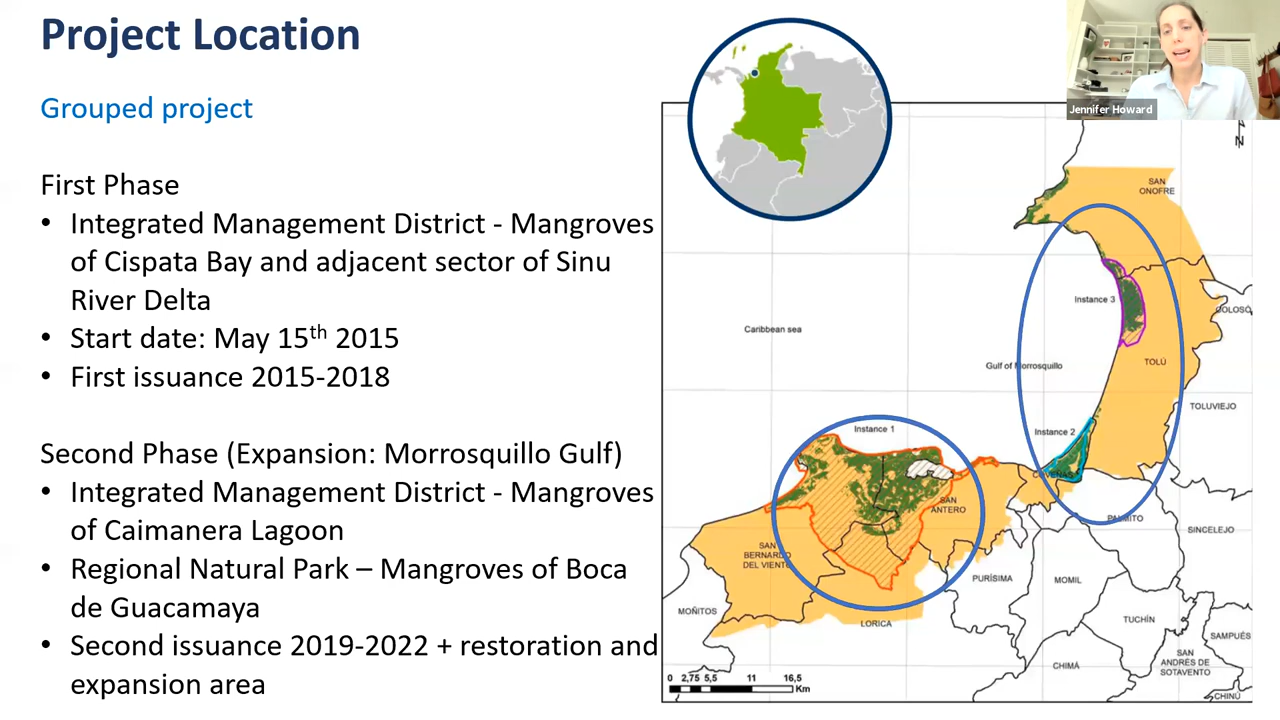 Project Location
Grouped project
First Phase
• Integrated Management District - Mangroves
of Cispata Bay and adjacent sector of Sinu
River Delta
• Start date: May 15th 2015
• First issuance 2015-2018
Second Phase (Expansion: Morrosquillo Gulf)
• Integrated Management District - Mangroves
of Caimanera Lagoon
• Regional Natural Park – Mangroves of Boca
de Guacamaya
• Second issuance 2019-2022 + restoration and
expansion area
Jennifer Howard
N
SAN
ONOFRE
Instance 3
COLOSÓ
Caribbean sea
Gulf of Morrosquillo
TOLÚ
TOLUVIEJO
Instance 1
Instance 2
COVEÑAS
SAN
ANTERO
PALMITO
SINCELEJO
SAN
BERNARDO
DEL VIENTO
PURÍSIMA
MOMIL
MOÑITOS
LORICA
TUCHÍN
SAMPUÉS
CHIMÁ
SAN
ANDRÉS DE
SOTAVENTO
CHINÚ
0 2,75 5,5 11 16,5
Km